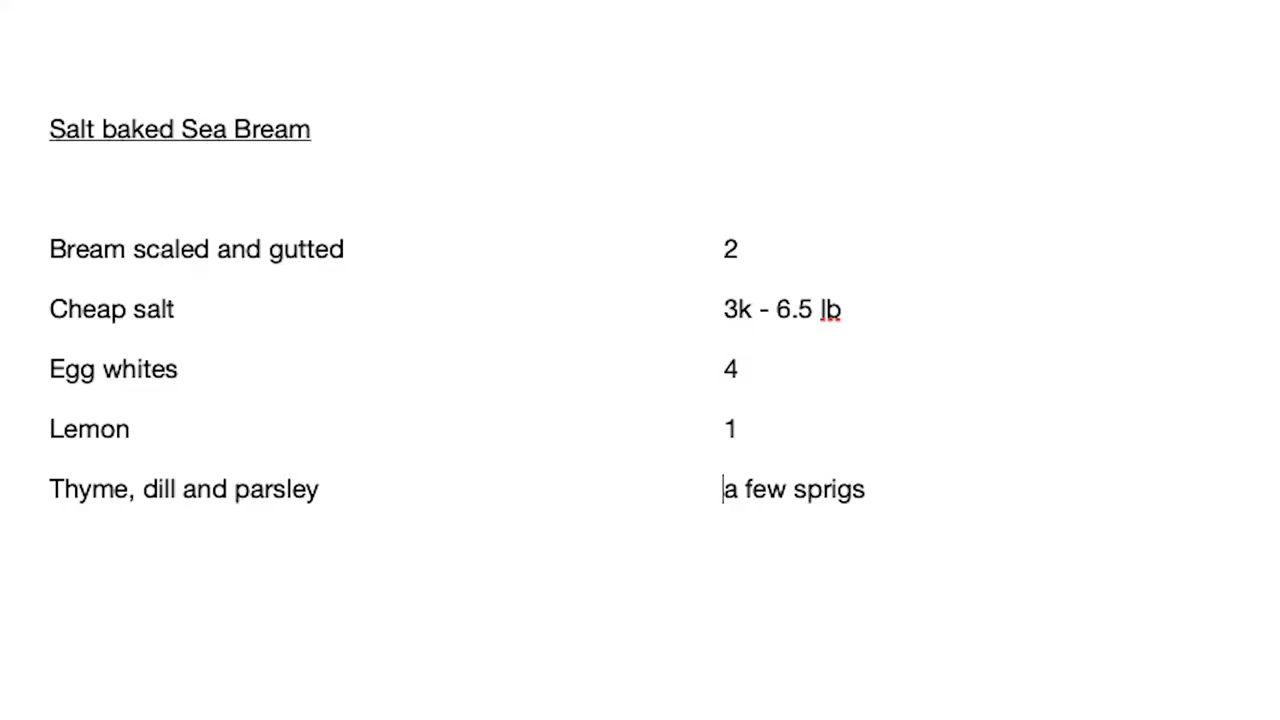 Salt baked Sea Bream
Bream scaled and gutted 2
Cheap salt 3k - 6.5 lb
Egg whites 4
Lemon 1
Thyme, dill and parsley a few sprigs